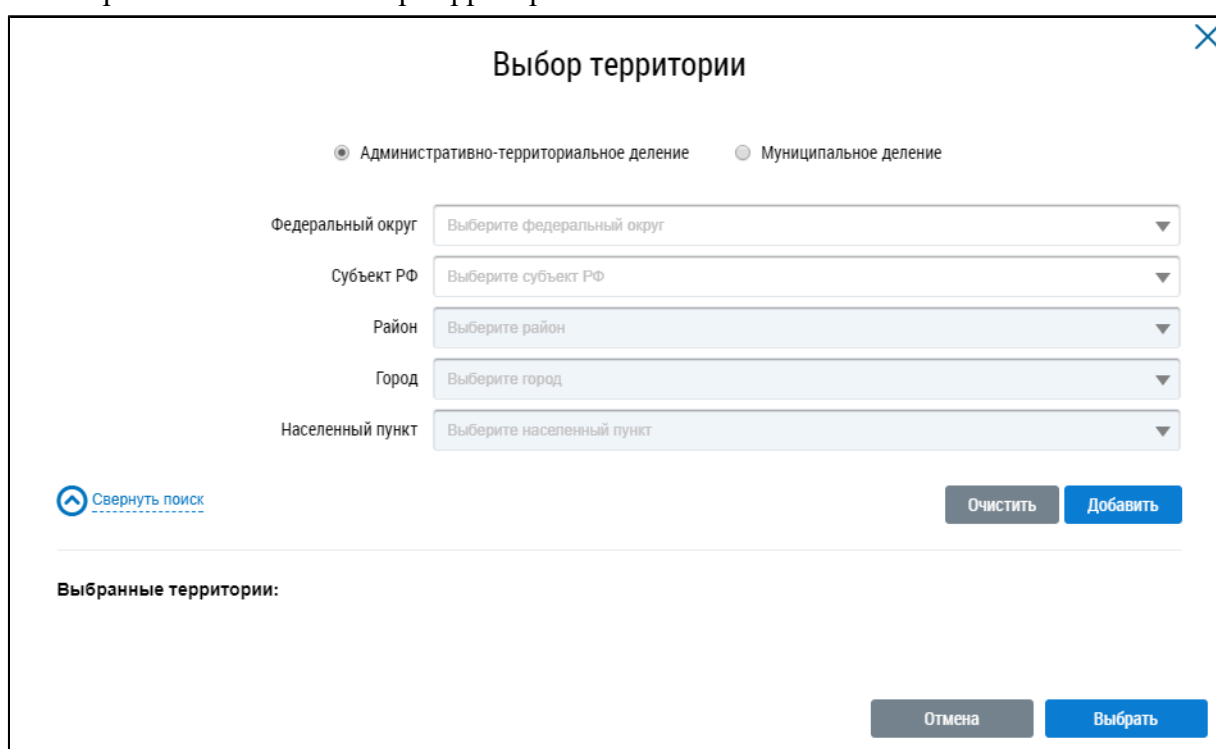 Выбор территории
Административно-территориальное деление Муниципальное деление
Федеральный округ Выберите федеральный округ
Субъект РФ Выберите субъект РФ
Район Выберите район
Город Выберите город
Населенный пункт Выберите населенный пункт
Свернуть поиск Очистить Добавить
Выбранные территории:
Отмена Выбрать